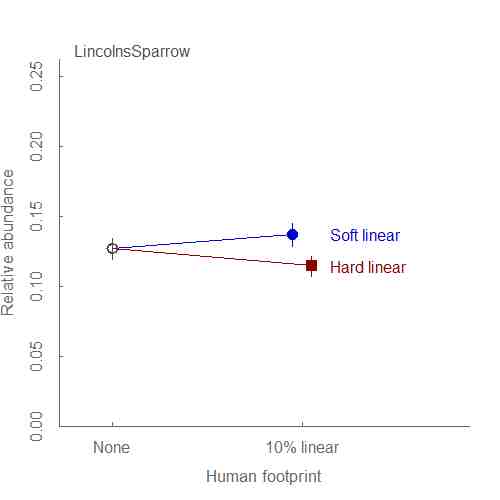 LincolnsSparrow
0.25
0.20
0.15
0.10
0.05
0.00
Relative abundance
Soft linear
Hard linear
None
10% linear
Human footprint